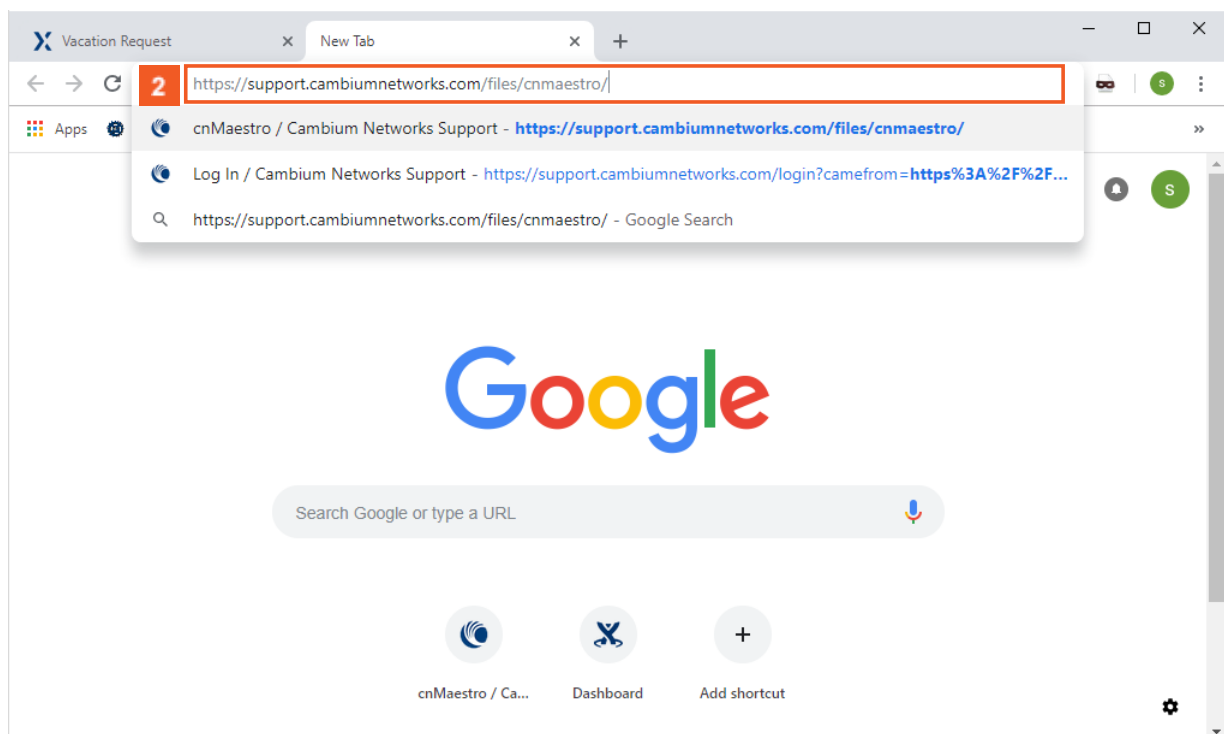 Vacation Request
New Tab
2
https://support.cambiumnetworks.com/files/cnmaestro/
S
Apps
cnMaestro / Cambium Networks Support - https://support.cambiumnetworks.com/files/cnmaestro/
»
Log In / Cambium Networks Support - https://support.cambiumnetworks.com/login?camefrom=https%3A%2F%2F...
S
https://support.cambiumnetworks.com/files/cnmaestro/ - Google Search
Google
Search Google or type a URL
cnMaestro / Ca...
Dashboard
Add shortcut